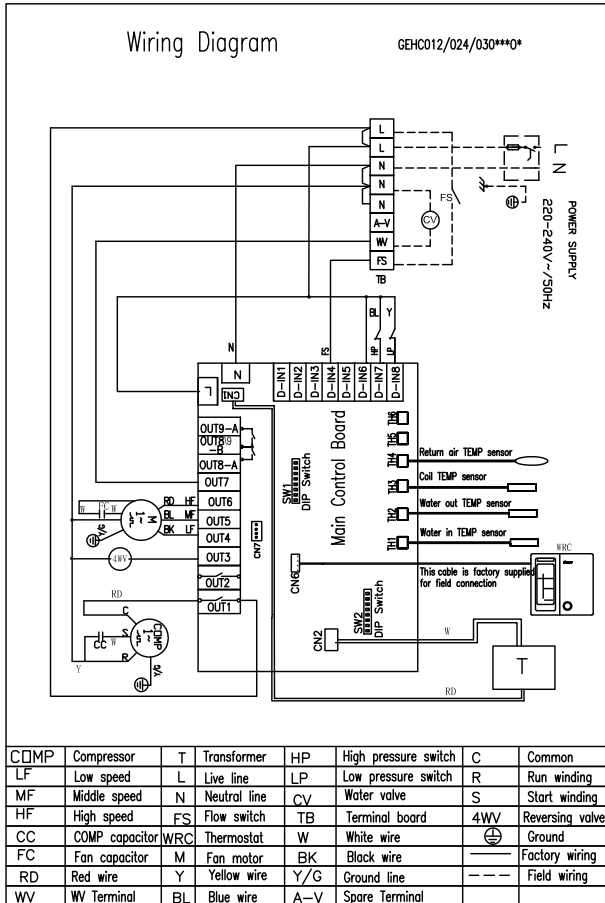 Wiring Diagram GEHC012/024/030***0*
L
L
N
N
N
A-V
WV
FS
TB
FS
CV
L
N
POWER SUPPLY
220-240V~/50Hz
BL Y
HP LP
N
FS
L
N
CN1
D-IN1
D-IN2
D-IN3
D-IN4
D-IN5
D-IN6
D-IN7
D-IN8
OUT9-A
OUT8\9
-B
OUT8-A
OUT7
OUT6
OUT5
OUT4
OUT3
OUT2
OUT1
CN7
SW1
DIP Switch
Main Control Board
TH6
TH5
TH4
TH3
TH2
TH1
Return air TEMP sensor
Coil TEMP sensor
Water out TEMP sensor
Water in TEMP sensor
WRC
CN6
This cable is factory supplied
for field connection
SW2
DIP Switch
CN2
W
T
RD
W FC W
M
1~
Y/G
RD HF
BL MF
BK LF
4WV
RD
C
S
R
CC W
COMP
1~
Y
Y/G
COMP Compressor T Transformer HP High pressure switch C Common
LF Low speed L Live line LP Low pressure switch R Run winding
MF Middle speed N Neutral line CV Water valve S Start winding
HF High speed FS Flow switch TB Terminal board 4WV Reversing valve
CC COMP capacitor WRC Thermostat W White wire Ground
FC Fan capacitor M Fan motor BK Black wire Factory wiring
RD Red wire Y Yellow wire Y/G Ground line Field wiring
WV WV Terminal BL Blue wire A-V Spare Terminal